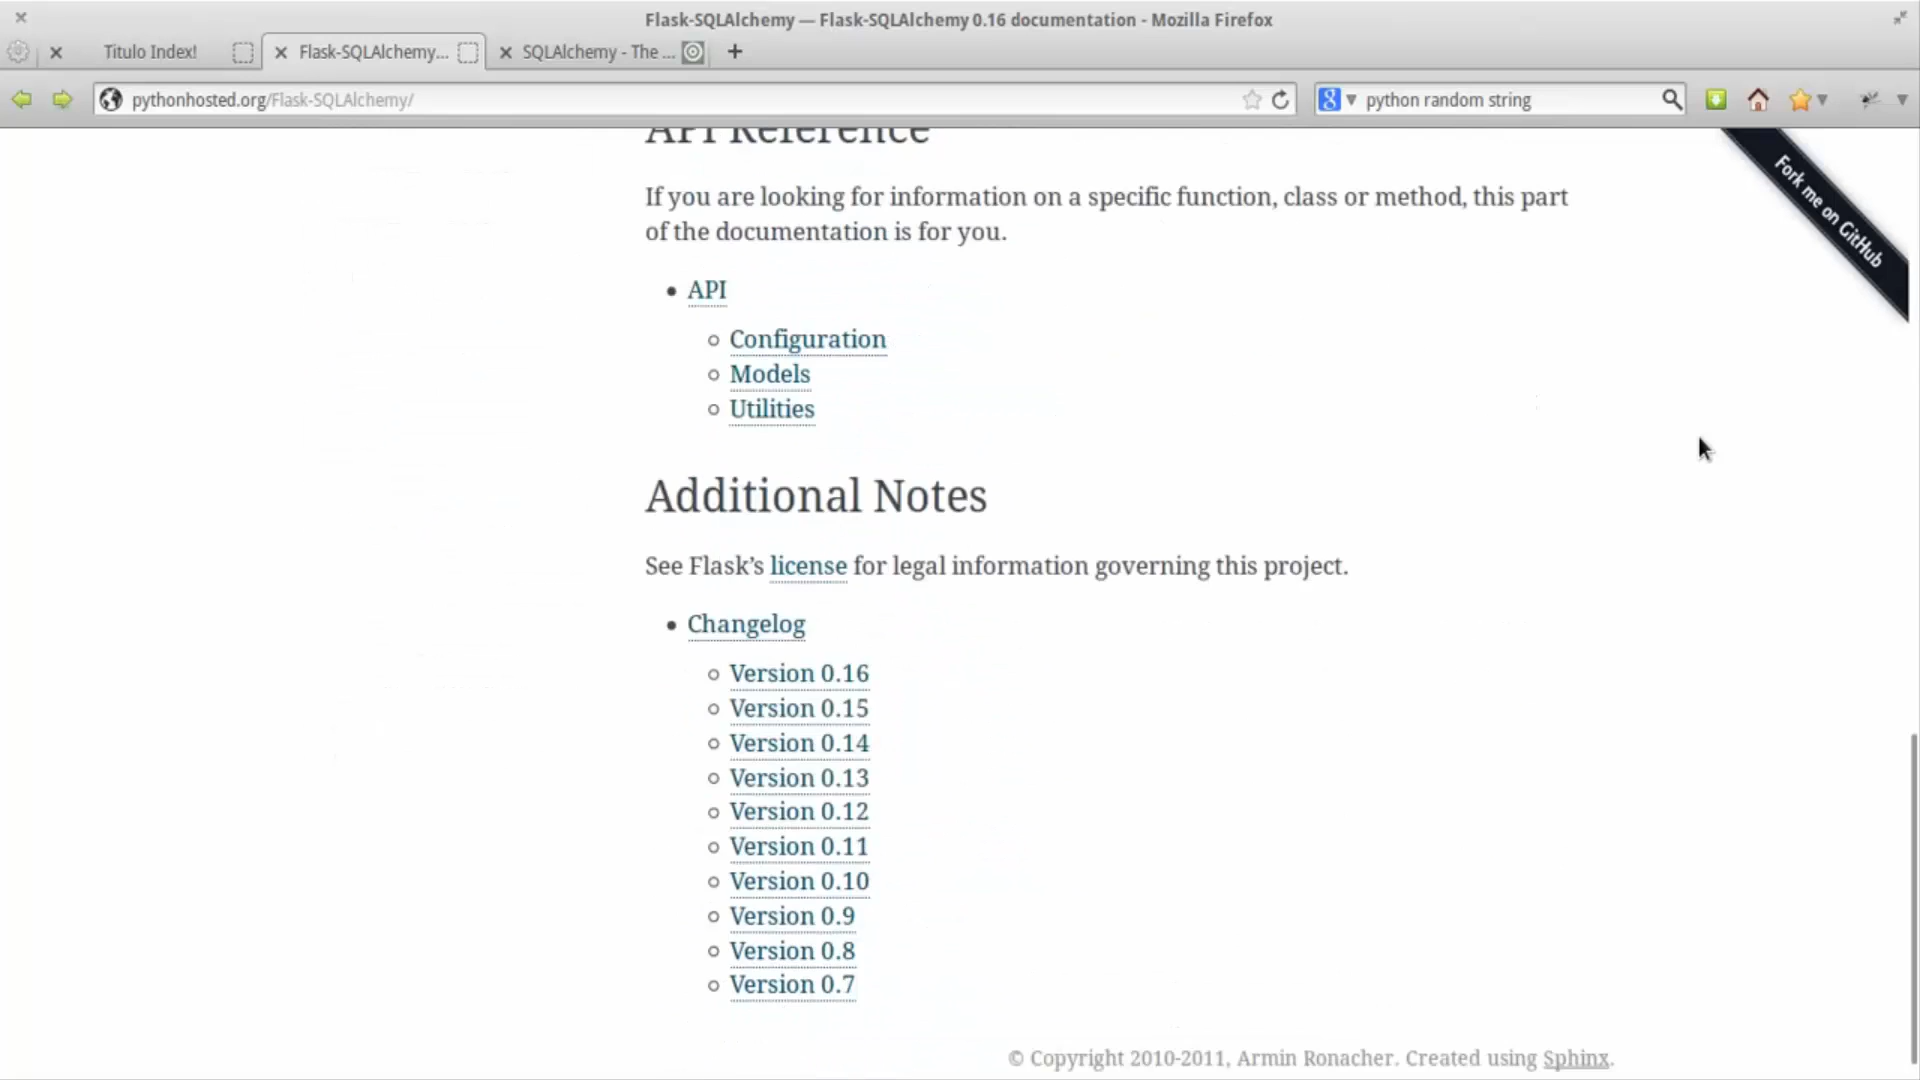 Flask-SQLAlchemy — Flask-SQLAlchemy 0.16 documentation - Mozilla Firefox
Titulo Index!
Flask-SQLAlchemy...
SQLAlchemy - The ...
pythonhosted.org/Flask-SQLAlchemy/
python random string
Fork me on GitHub
API Reference
If you are looking for information on a specific function, class or method, this part
of the documentation is for you.
API
Configuration
Models
Utilities
Additional Notes
See Flask’s license for legal information governing this project.
Changelog
Version 0.16
Version 0.15
Version 0.14
Version 0.13
Version 0.12
Version 0.11
Version 0.10
Version 0.9
Version 0.8
Version 0.7
© Copyright 2010-2011, Armin Ronacher. Created using Sphinx.